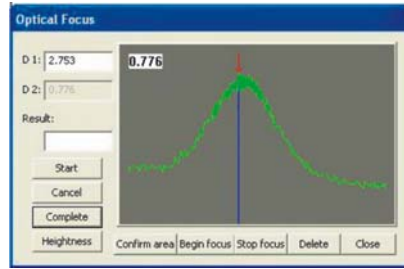 Optical Focus
D 1: 2.753
D 2: 0.776
Result:
Start
Cancel
Complete
Heightness
0.776
Confirm area Begin focus Stop focus Delete Close